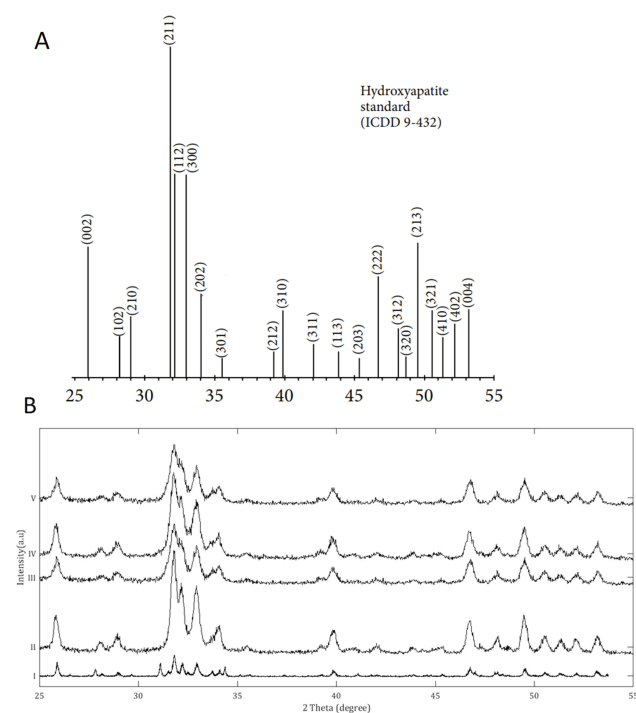 A
Hydroxyapatite
standard
(ICDD 9-432)
(002)
(102)
(210)
(211)
(112)
(300)
(202)
(301)
(212)
(310)
(311)
(113)
(203)
(222)
(312)
(320)
(213)
(321)
(410)
(402)
(004)
25 30 35 40 45 50 55
B
Intensity(a.u)
V
IV
III
II
I
25 30 35 40 45 50 55
2 Theta (degree)